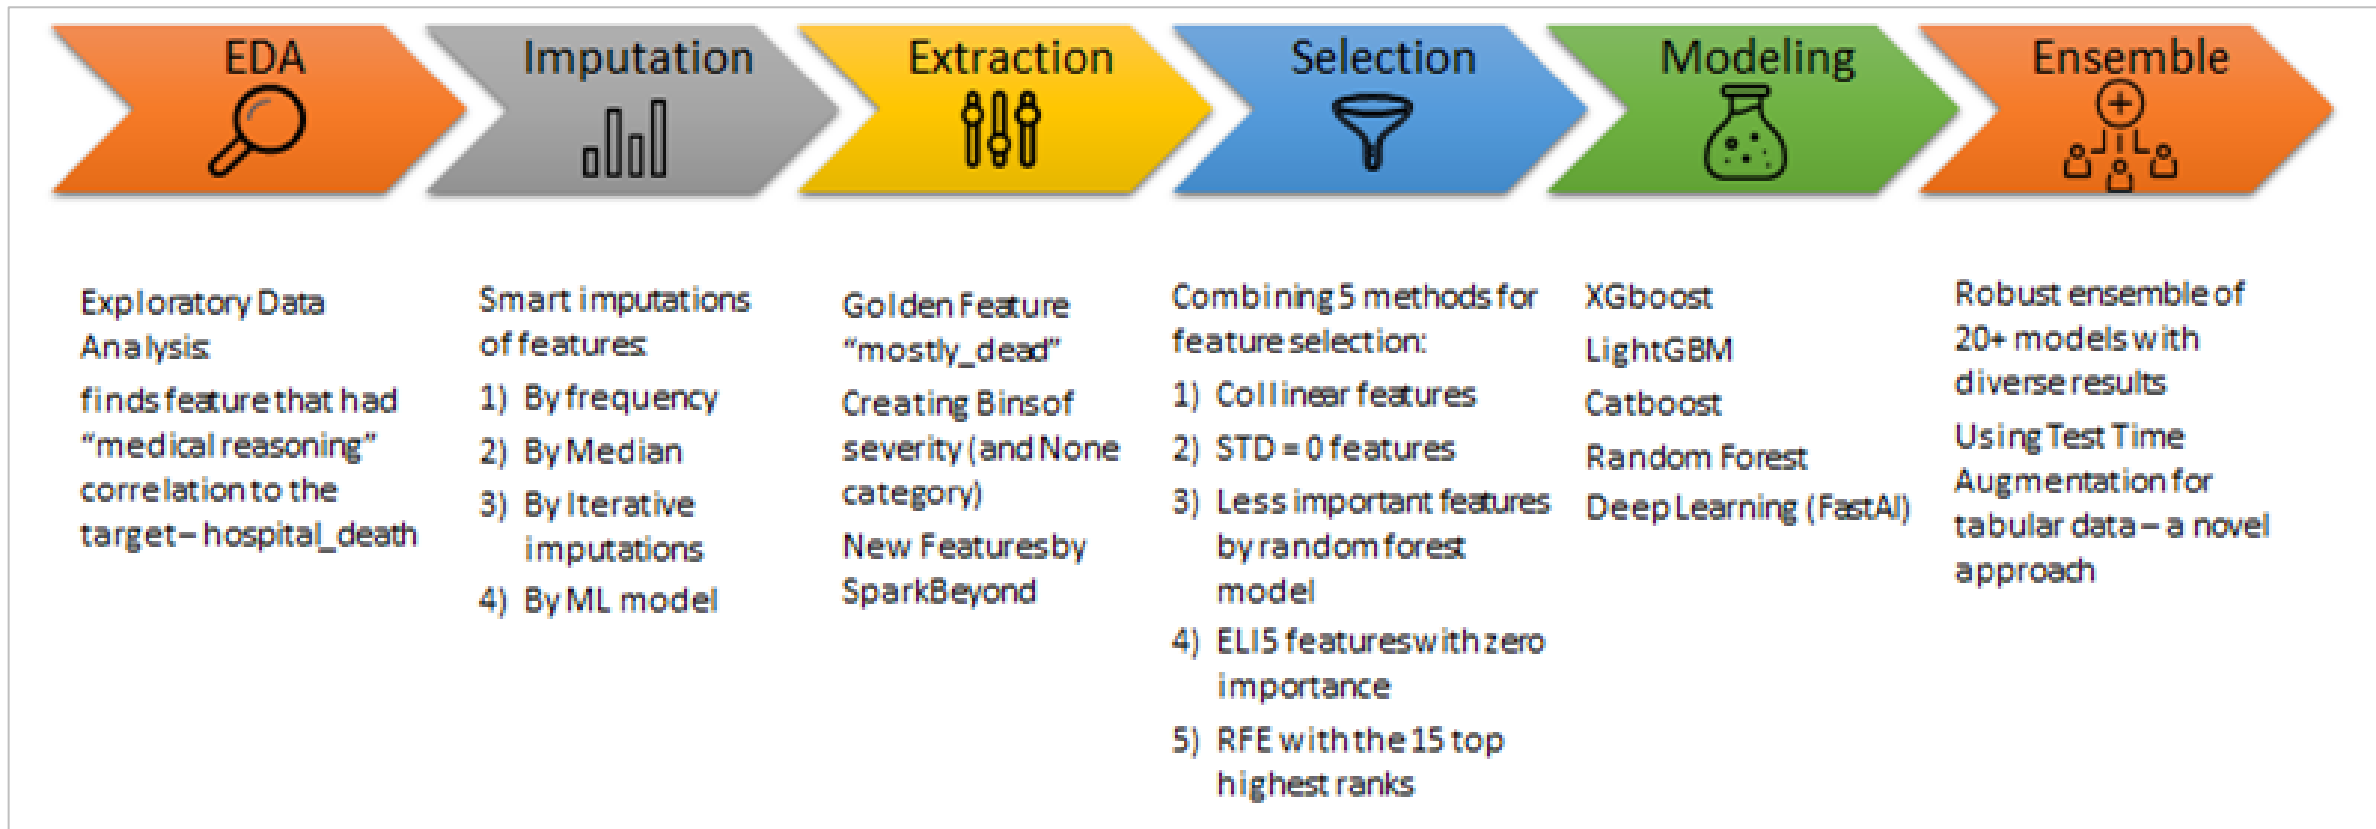 EDA
Imputation
Extraction
Selection
Modeling
Ensemble
Exploratory Data
Analysis:
finds feature that had
“medical reasoning”
correlation to the
target – hospital_death
Smart imputations
of features:
1) By frequency
2) By Median
3) By Iterative
imputations
4) By ML model
Golden Feature
“mostly_dead”
Creating Bins of
severity (and None
category)
New Features by
SparkBeyond
Combining 5 methods for
feature selection:
1) Collinear features
2) STD = 0 features
3) Less important features
by random forest
model
4) ELI5 features with zero
importance
5) RFE with the 15 top
highest ranks
XGboost
LightGBM
Catboost
Random Forest
Deep Learning (FastAI)
Robust ensemble of
20+ models with
diverse results
Using Test Time
Augmentation for
tabular data – a novel
approach